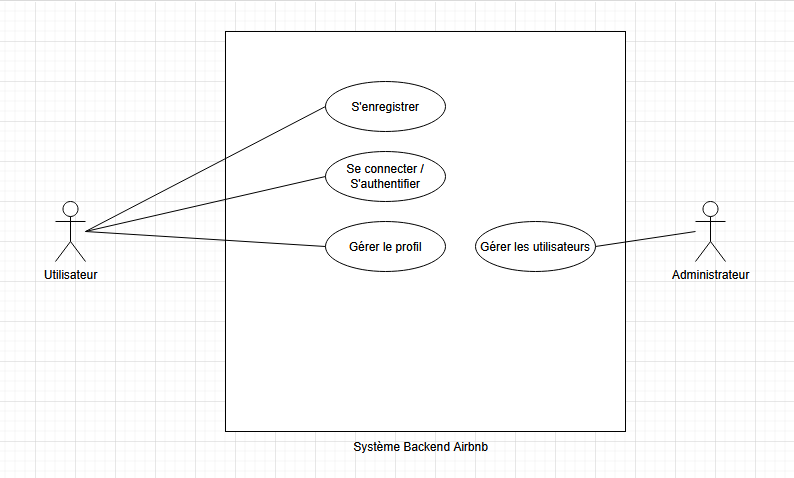 S'enregistrer
Se connecter /
S'authentifier
Gérer le profil
Gérer les utilisateurs
Utilisateur
Administrateur
Système Backend Airbnb